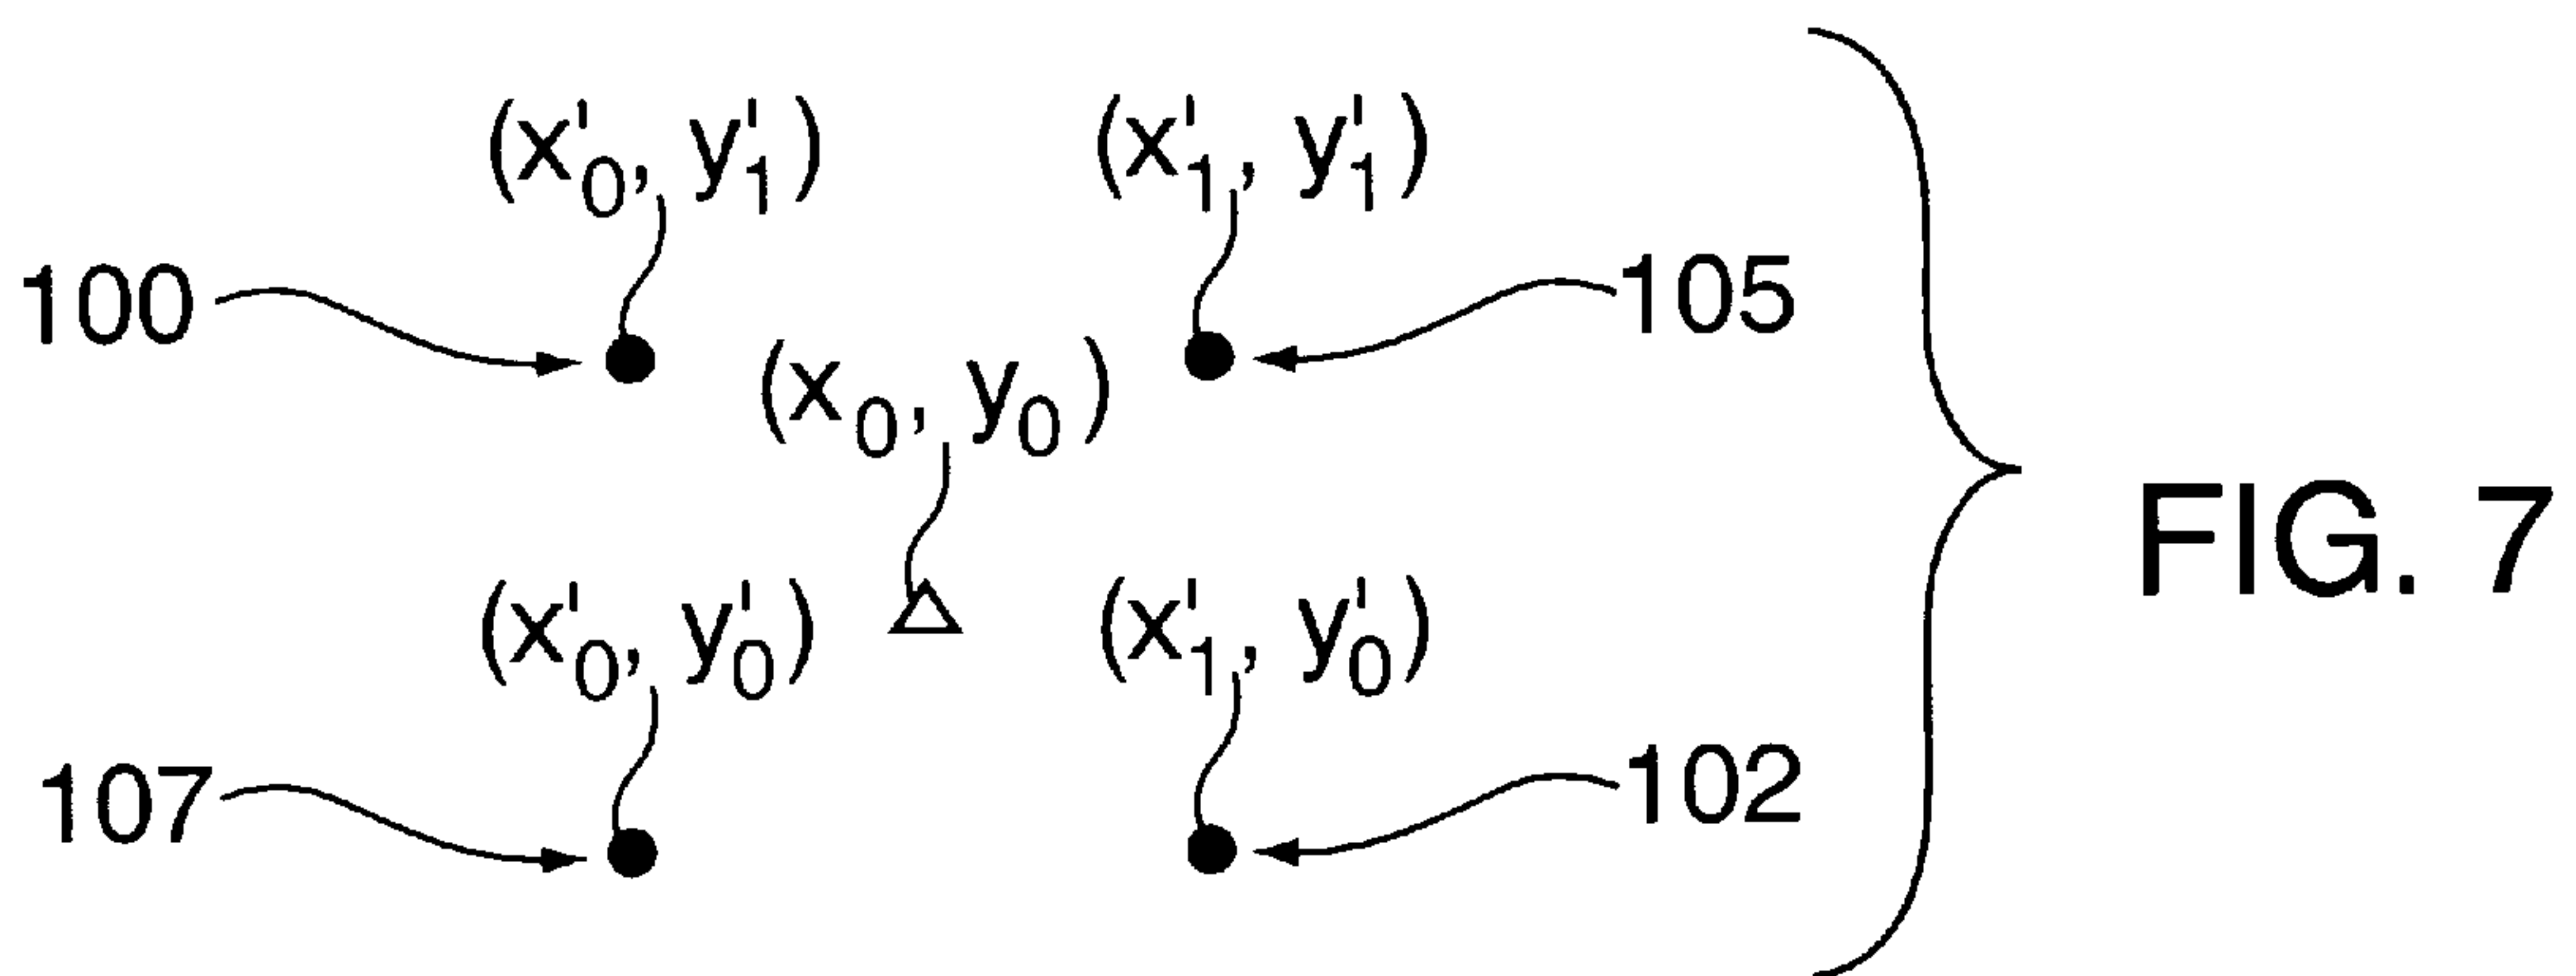 (x'₀, y'₁) (x'₁, y'₁)
100 105
(x₀, y₀)
FIG. 7
(x'₀, y'₀) (x'₁, y'₀)
107 102